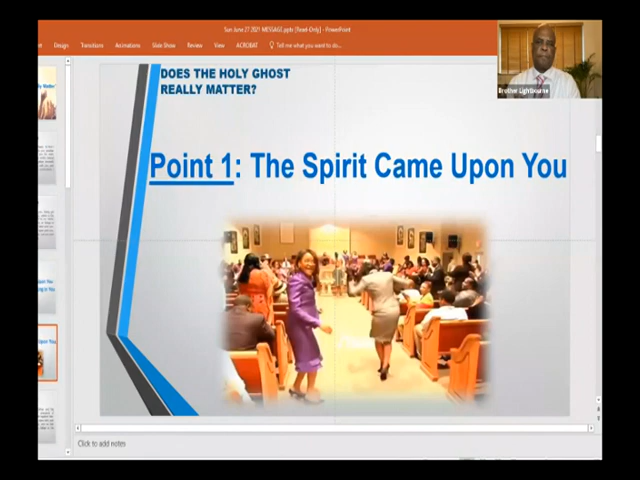 Sun June 27 2021 MESSAGE.pptx [Read-Only] - PowerPoint
Design Transitions Animations Slide Show Review View ACROBAT Tell me what you want to do...
Brother Lightbourne
DOES THE HOLY GHOST
REALLY MATTER?
Point 1: The Spirit Came Upon You
Click to add notes